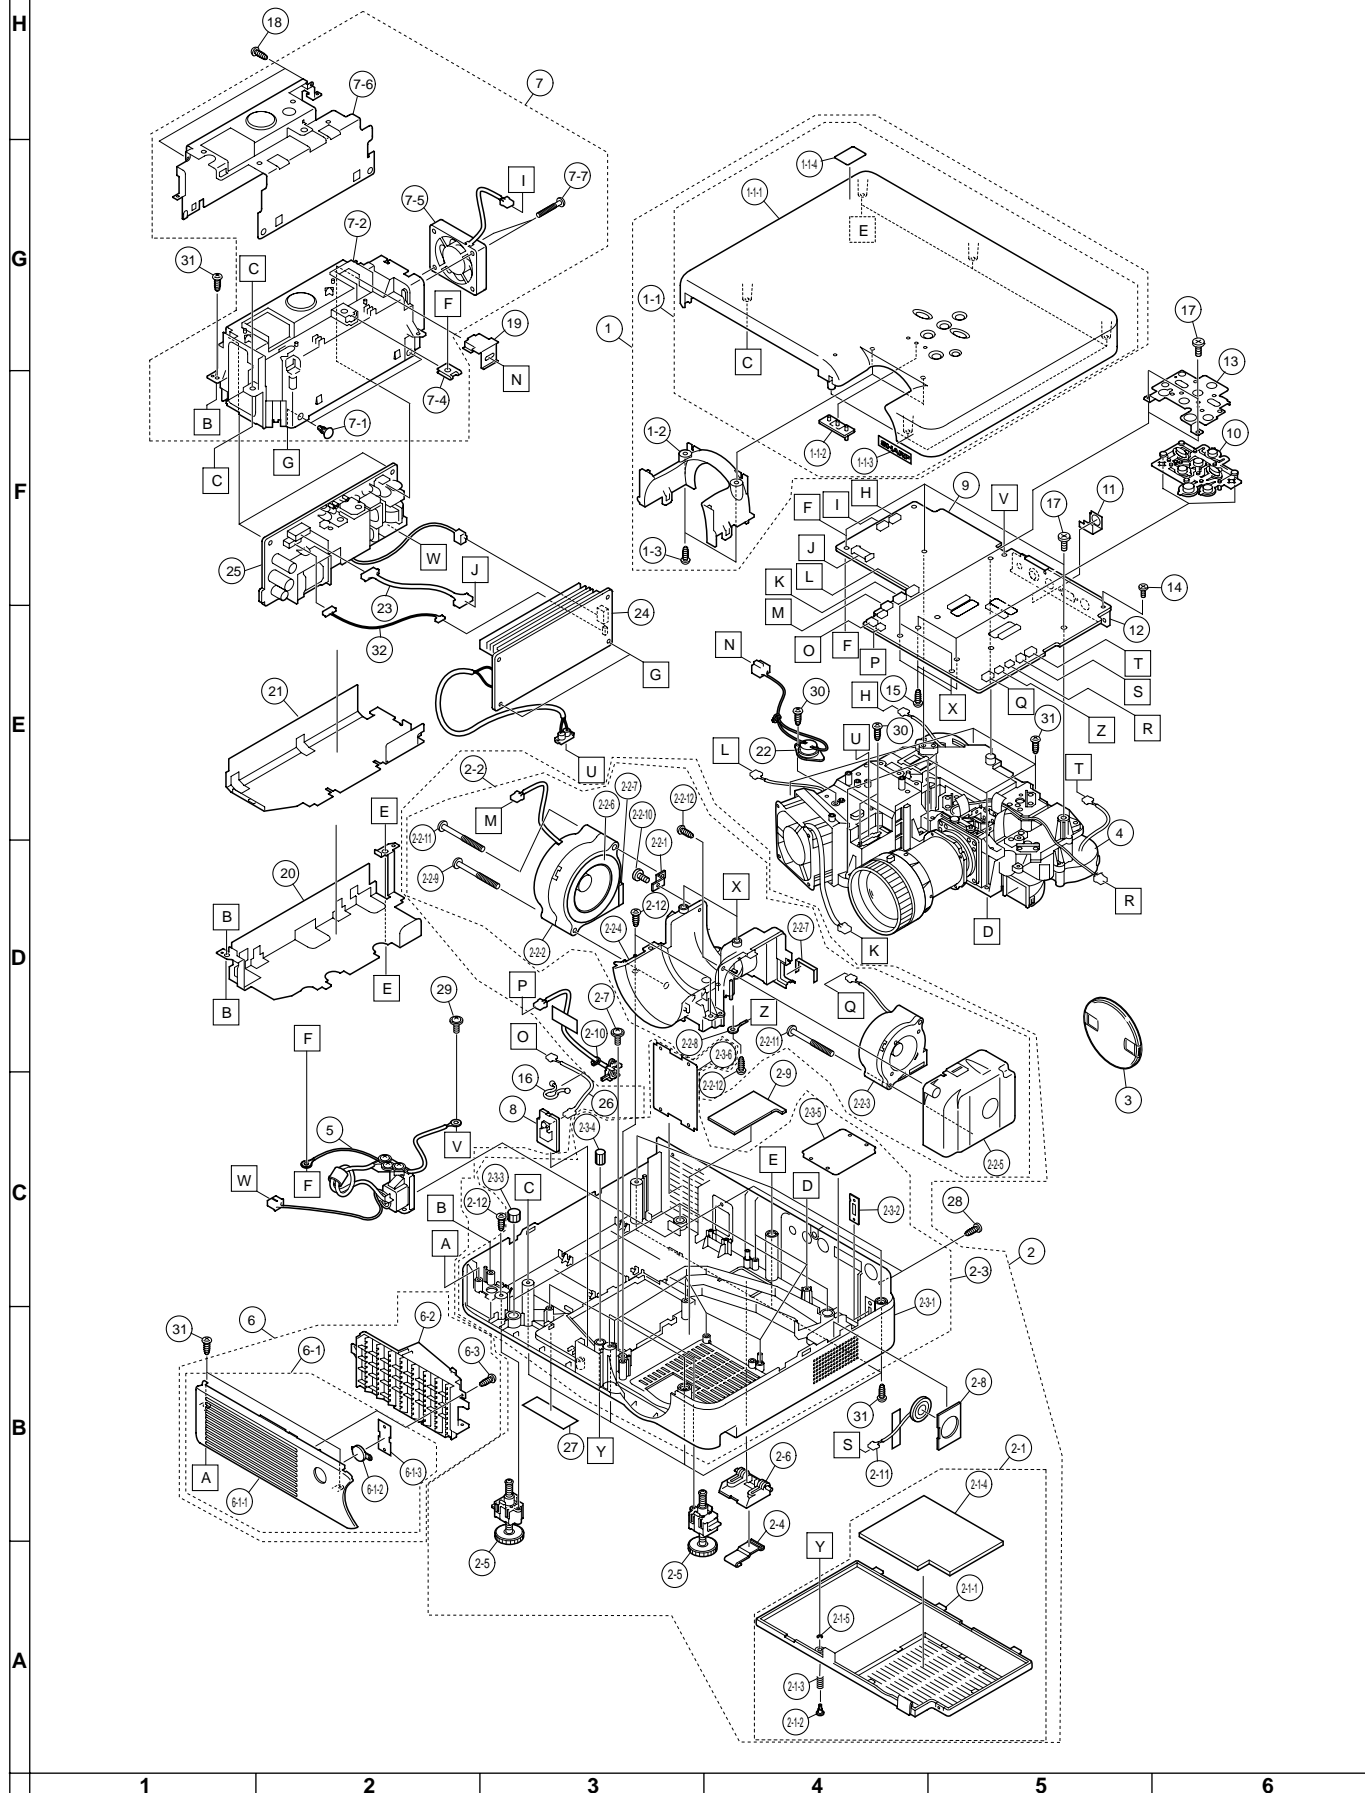 H
18
7-6
7
1-1-4
7-5
I
7-7
1-1-1
E
7-2
G
31
C
F
1-1
1
19
17
C
N
13
7-4
B
7-1
1-2
1-1-2
10
G
C
1-1-3
SHARP
F
H
9
V
11
I
17
F
W
J
1-3
25
J
L
14
23
K
24
M
12
32
O
F
P
T
N
G
S
21
H
15
X
Q
R
30
31
Z
E
22
U
30
2-2
2-2-7
L
T
U
2-2-6
2-2-12
M
2-2-10
E
4
2-2-11
2-2-1
20
2-2-9
X
R
B
2-12
2-2-4
2-2-7
D
2-2-2
K
D
E
P
2-7
Q
B
29
Z
O
2-10
2-2-8
2-2-11
F
2-3-6
3
16
2-2-12
2-9
26
2-2-3
8
5
2-3-4
2-3-5
V
2-2-5
F
E
D
W
2-3-3
C
C
2-12
2-3-2
28
B
A
2
2-3
2-3-1
31
6
6-2
6-1
6-3
2-8
31
B
27
Y
S
2-11
2-6
2-1
A
6-1-3
6-1-1
6-1-2
2-1-4
2-4
Y
2-5
2-5
2-1-1
2-1-5
A
2-1-3
2-1-2
1
2
3
4
5
6